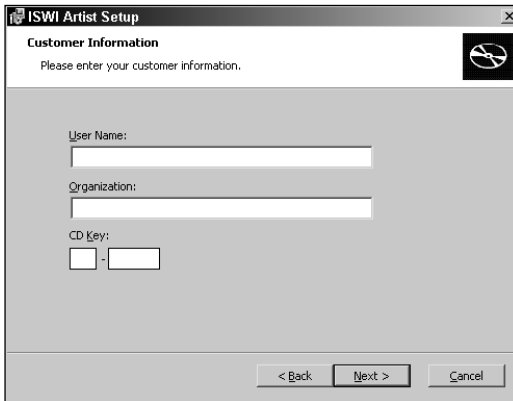 ISWI Artist Setup
Customer Information
Please enter your customer information.
User Name:
Organization:
CD Key:
-
< Back Next > Cancel